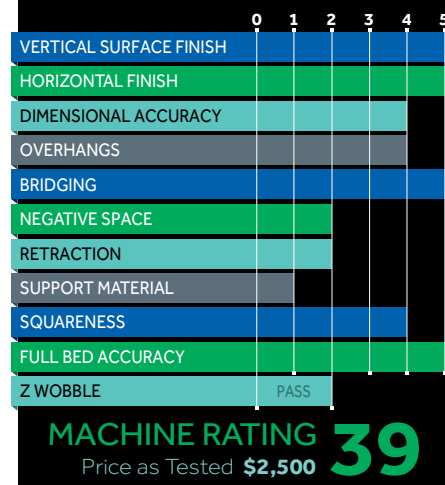 0 1 2 3 4 5
VERTICAL SURFACE FINISH
HORIZONTAL FINISH
DIMENSIONAL ACCURACY
OVERHANGS
BRIDGING
NEGATIVE SPACE
RETRACTION
SUPPORT MATERIAL
SQUARENESS
FULL BED ACCURACY
Z WOBBLE PASS
MACHINE RATING 39
Price as Tested $2,500